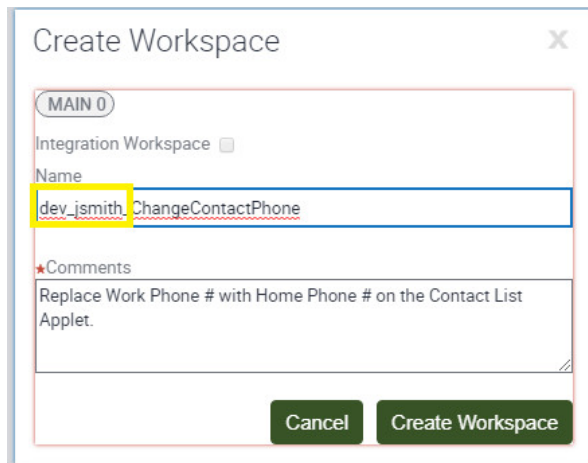 Create Workspace X
MAIN 0
Integration Workspace
Name
dev_jsmith_ChangeContactPhone
*Comments
Replace Work Phone # with Home Phone # on the Contact List
Applet.
Cancel Create Workspace